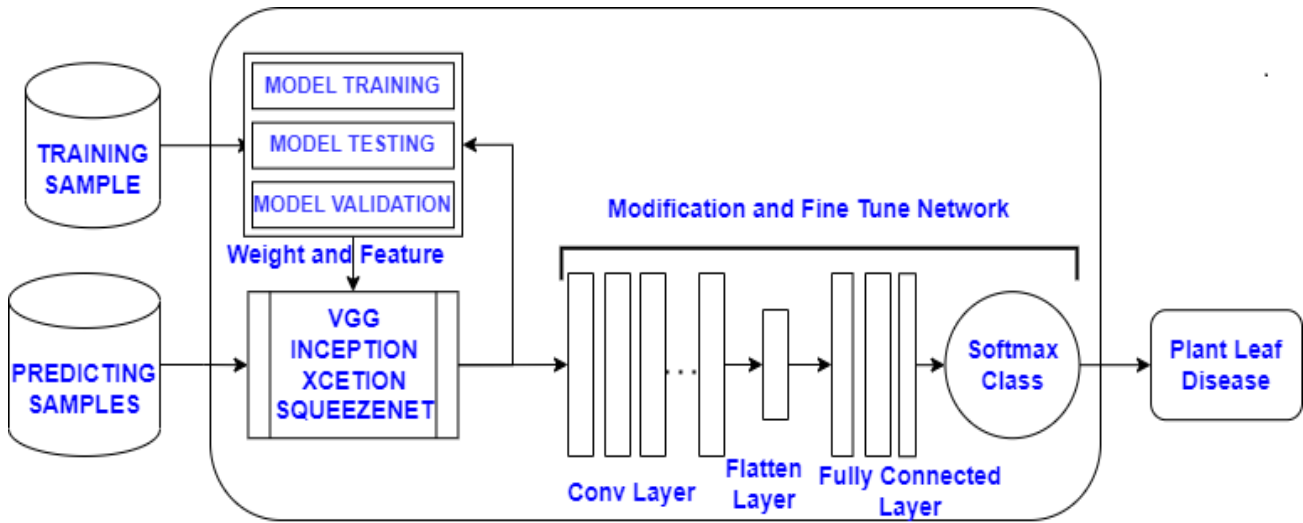 TRAINING
SAMPLE
PREDICTING
SAMPLES
MODEL TRAINING
MODEL TESTING
MODEL VALIDATION
Weight and Feature
VGG
INCEPTION
XCETION
SQUEEZENET
Modification and Fine Tune Network
...
Conv Layer
Flatten
Layer
Fully Connected
Layer
Softmax
Class
Plant Leaf
Disease